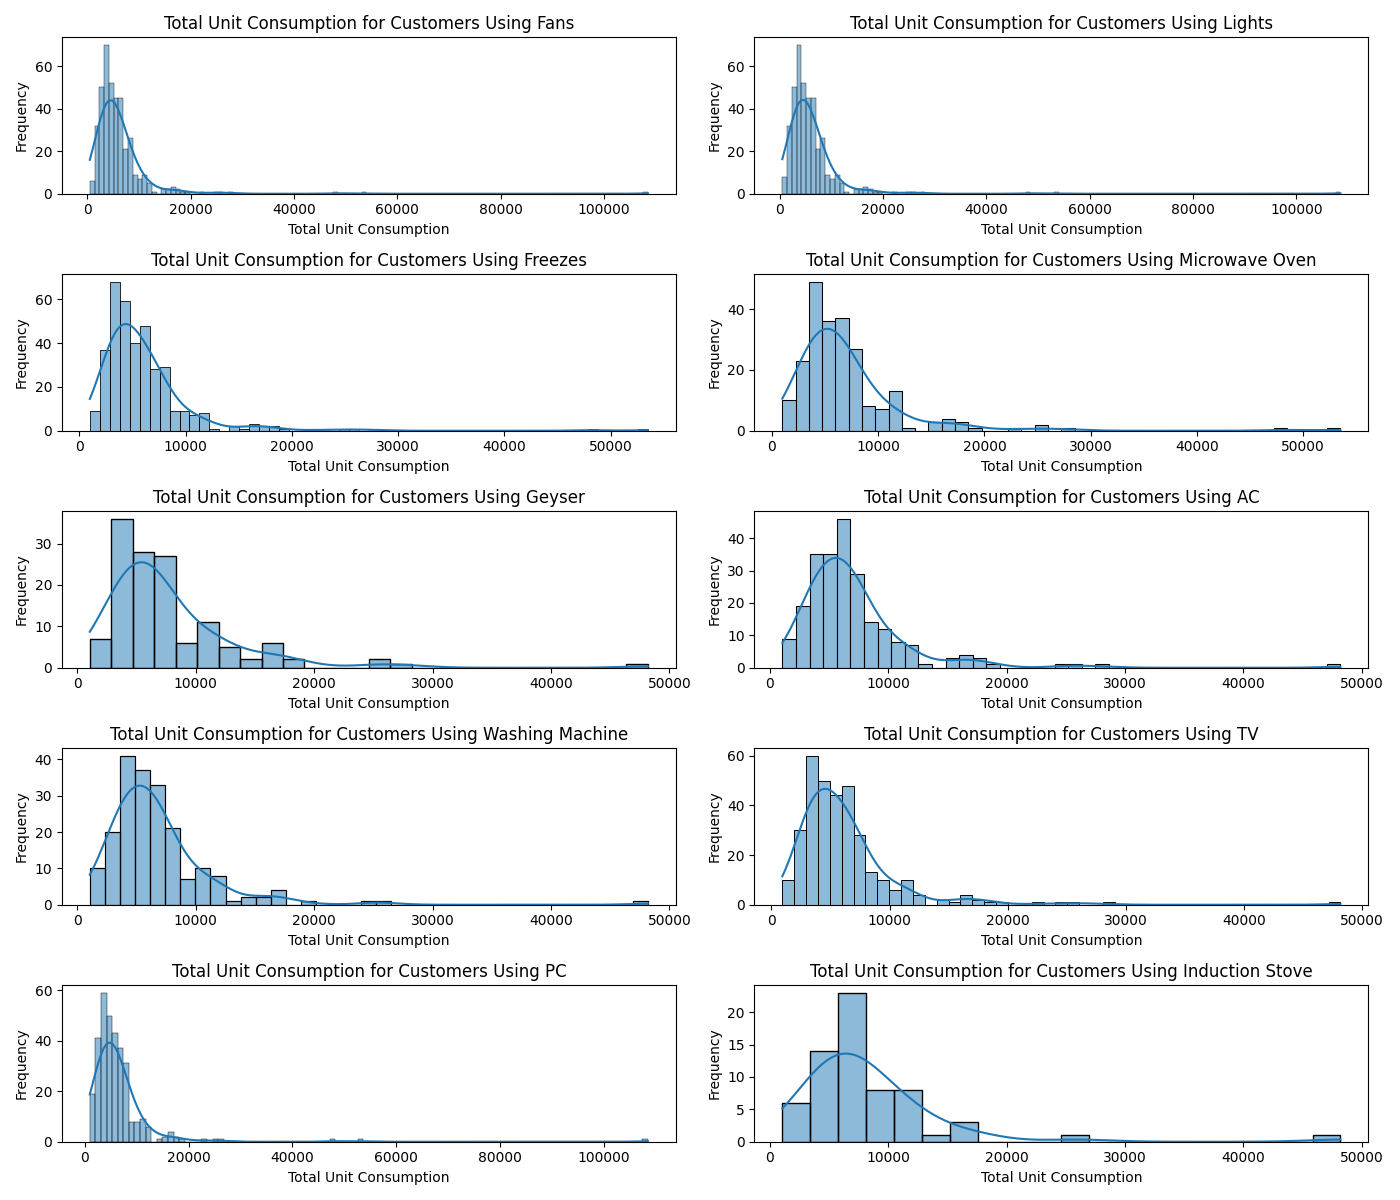 Total Unit Consumption for Customers Using Fans
Frequency
60
40
20
0
0 20000 40000 60000 80000 100000
Total Unit Consumption
Total Unit Consumption for Customers Using Lights
Frequency
60
40
20
0
0 20000 40000 60000 80000 100000
Total Unit Consumption
Total Unit Consumption for Customers Using Freezes
Frequency
60
40
20
0
0 10000 20000 30000 40000 50000
Total Unit Consumption
Total Unit Consumption for Customers Using Microwave Oven
Frequency
40
20
0
0 10000 20000 30000 40000 50000
Total Unit Consumption
Total Unit Consumption for Customers Using Geyser
Frequency
30
20
10
0
0 10000 20000 30000 40000 50000
Total Unit Consumption
Total Unit Consumption for Customers Using AC
Frequency
40
30
20
10
0
0 10000 20000 30000 40000 50000
Total Unit Consumption
Total Unit Consumption for Customers Using Washing Machine
Frequency
40
30
20
10
0
0 10000 20000 30000 40000 50000
Total Unit Consumption
Total Unit Consumption for Customers Using TV
Frequency
60
40
20
0
0 10000 20000 30000 40000 50000
Total Unit Consumption
Total Unit Consumption for Customers Using PC
Frequency
60
40
20
0
0 20000 40000 60000 80000 100000
Total Unit Consumption
Total Unit Consumption for Customers Using Induction Stove
Frequency
20
15
10
5
0
0 10000 20000 30000 40000 50000
Total Unit Consumption